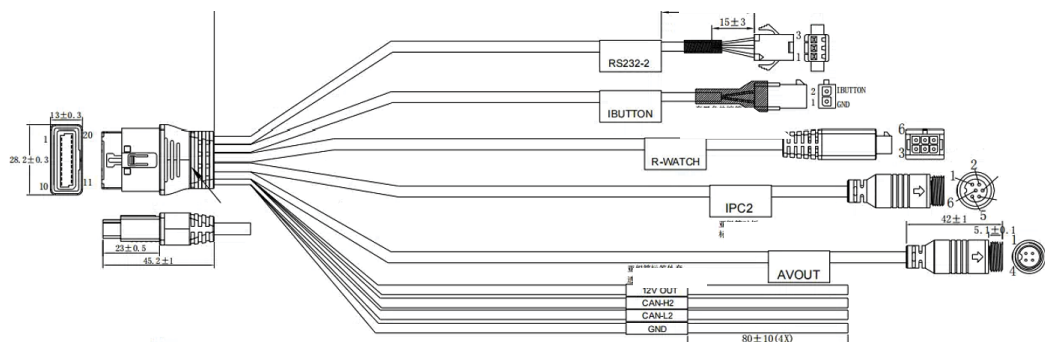 15±3
3
1
RS232-2
2
IBUTTON
1
GND
IBUTTON
13±0.3
1
20
28.2±0.3
10
11
R-WATCH
6
3
1
2
6
5
IPC2
42±1
5.1±0.1
1
4
AVOUT
23±0.5
45.2±1
12V OUT
CAN-H2
CAN-L2
GND
80±10(4X)